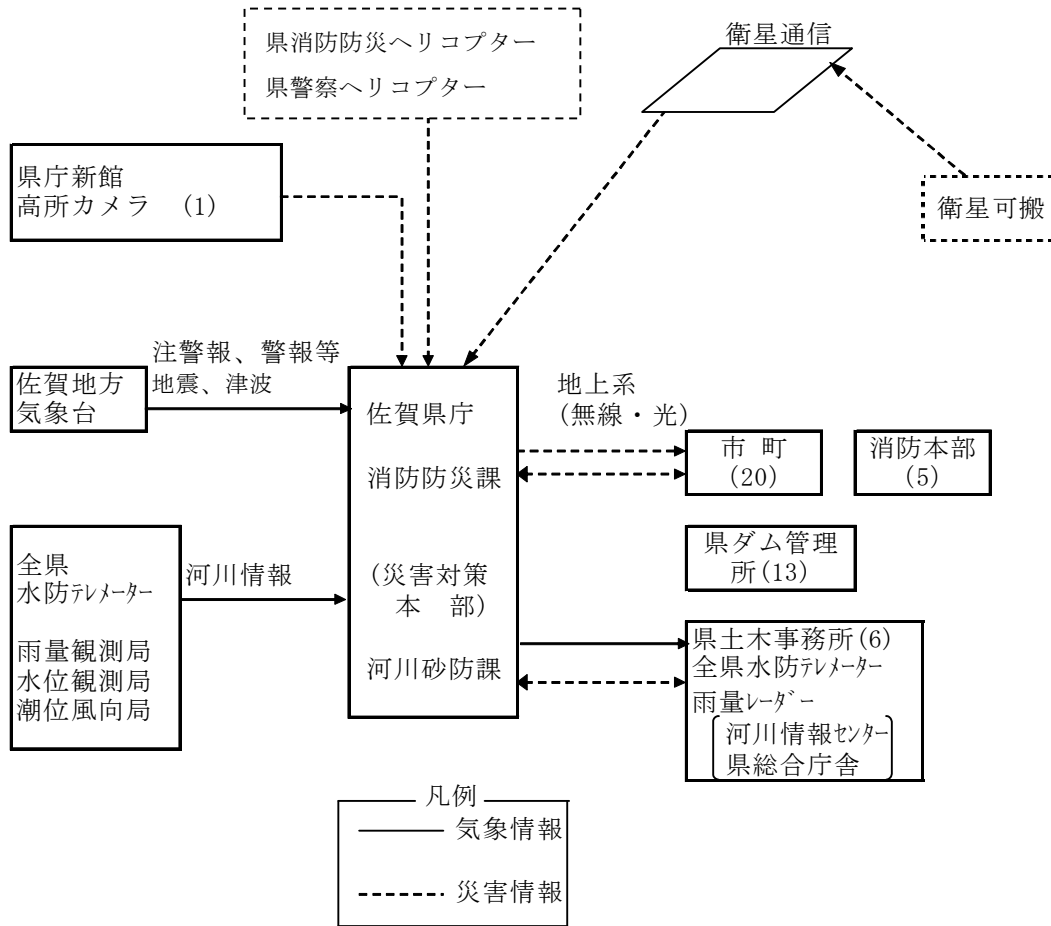 県消防防災ヘリコプター
県警察ヘリコプター
衛星通信
県庁新館
高所カメラ (1)
衛星可搬
注警報、警報等
地震、津波
佐賀地方
気象台
佐賀県庁
消防防災課
(災害対策
本 部)
河川砂防課
地上系
(無線・光)
市 町
(20)
消防本部
(5)
県ダム管理
所(13)
全県
水防テレメーター
雨量観測局
水位観測局
潮位風向局
河川情報
県土木事務所(6)
全県水防テレメーター
雨量レーダー
河川情報センター
県総合庁舎
凡例
気象情報
災害情報